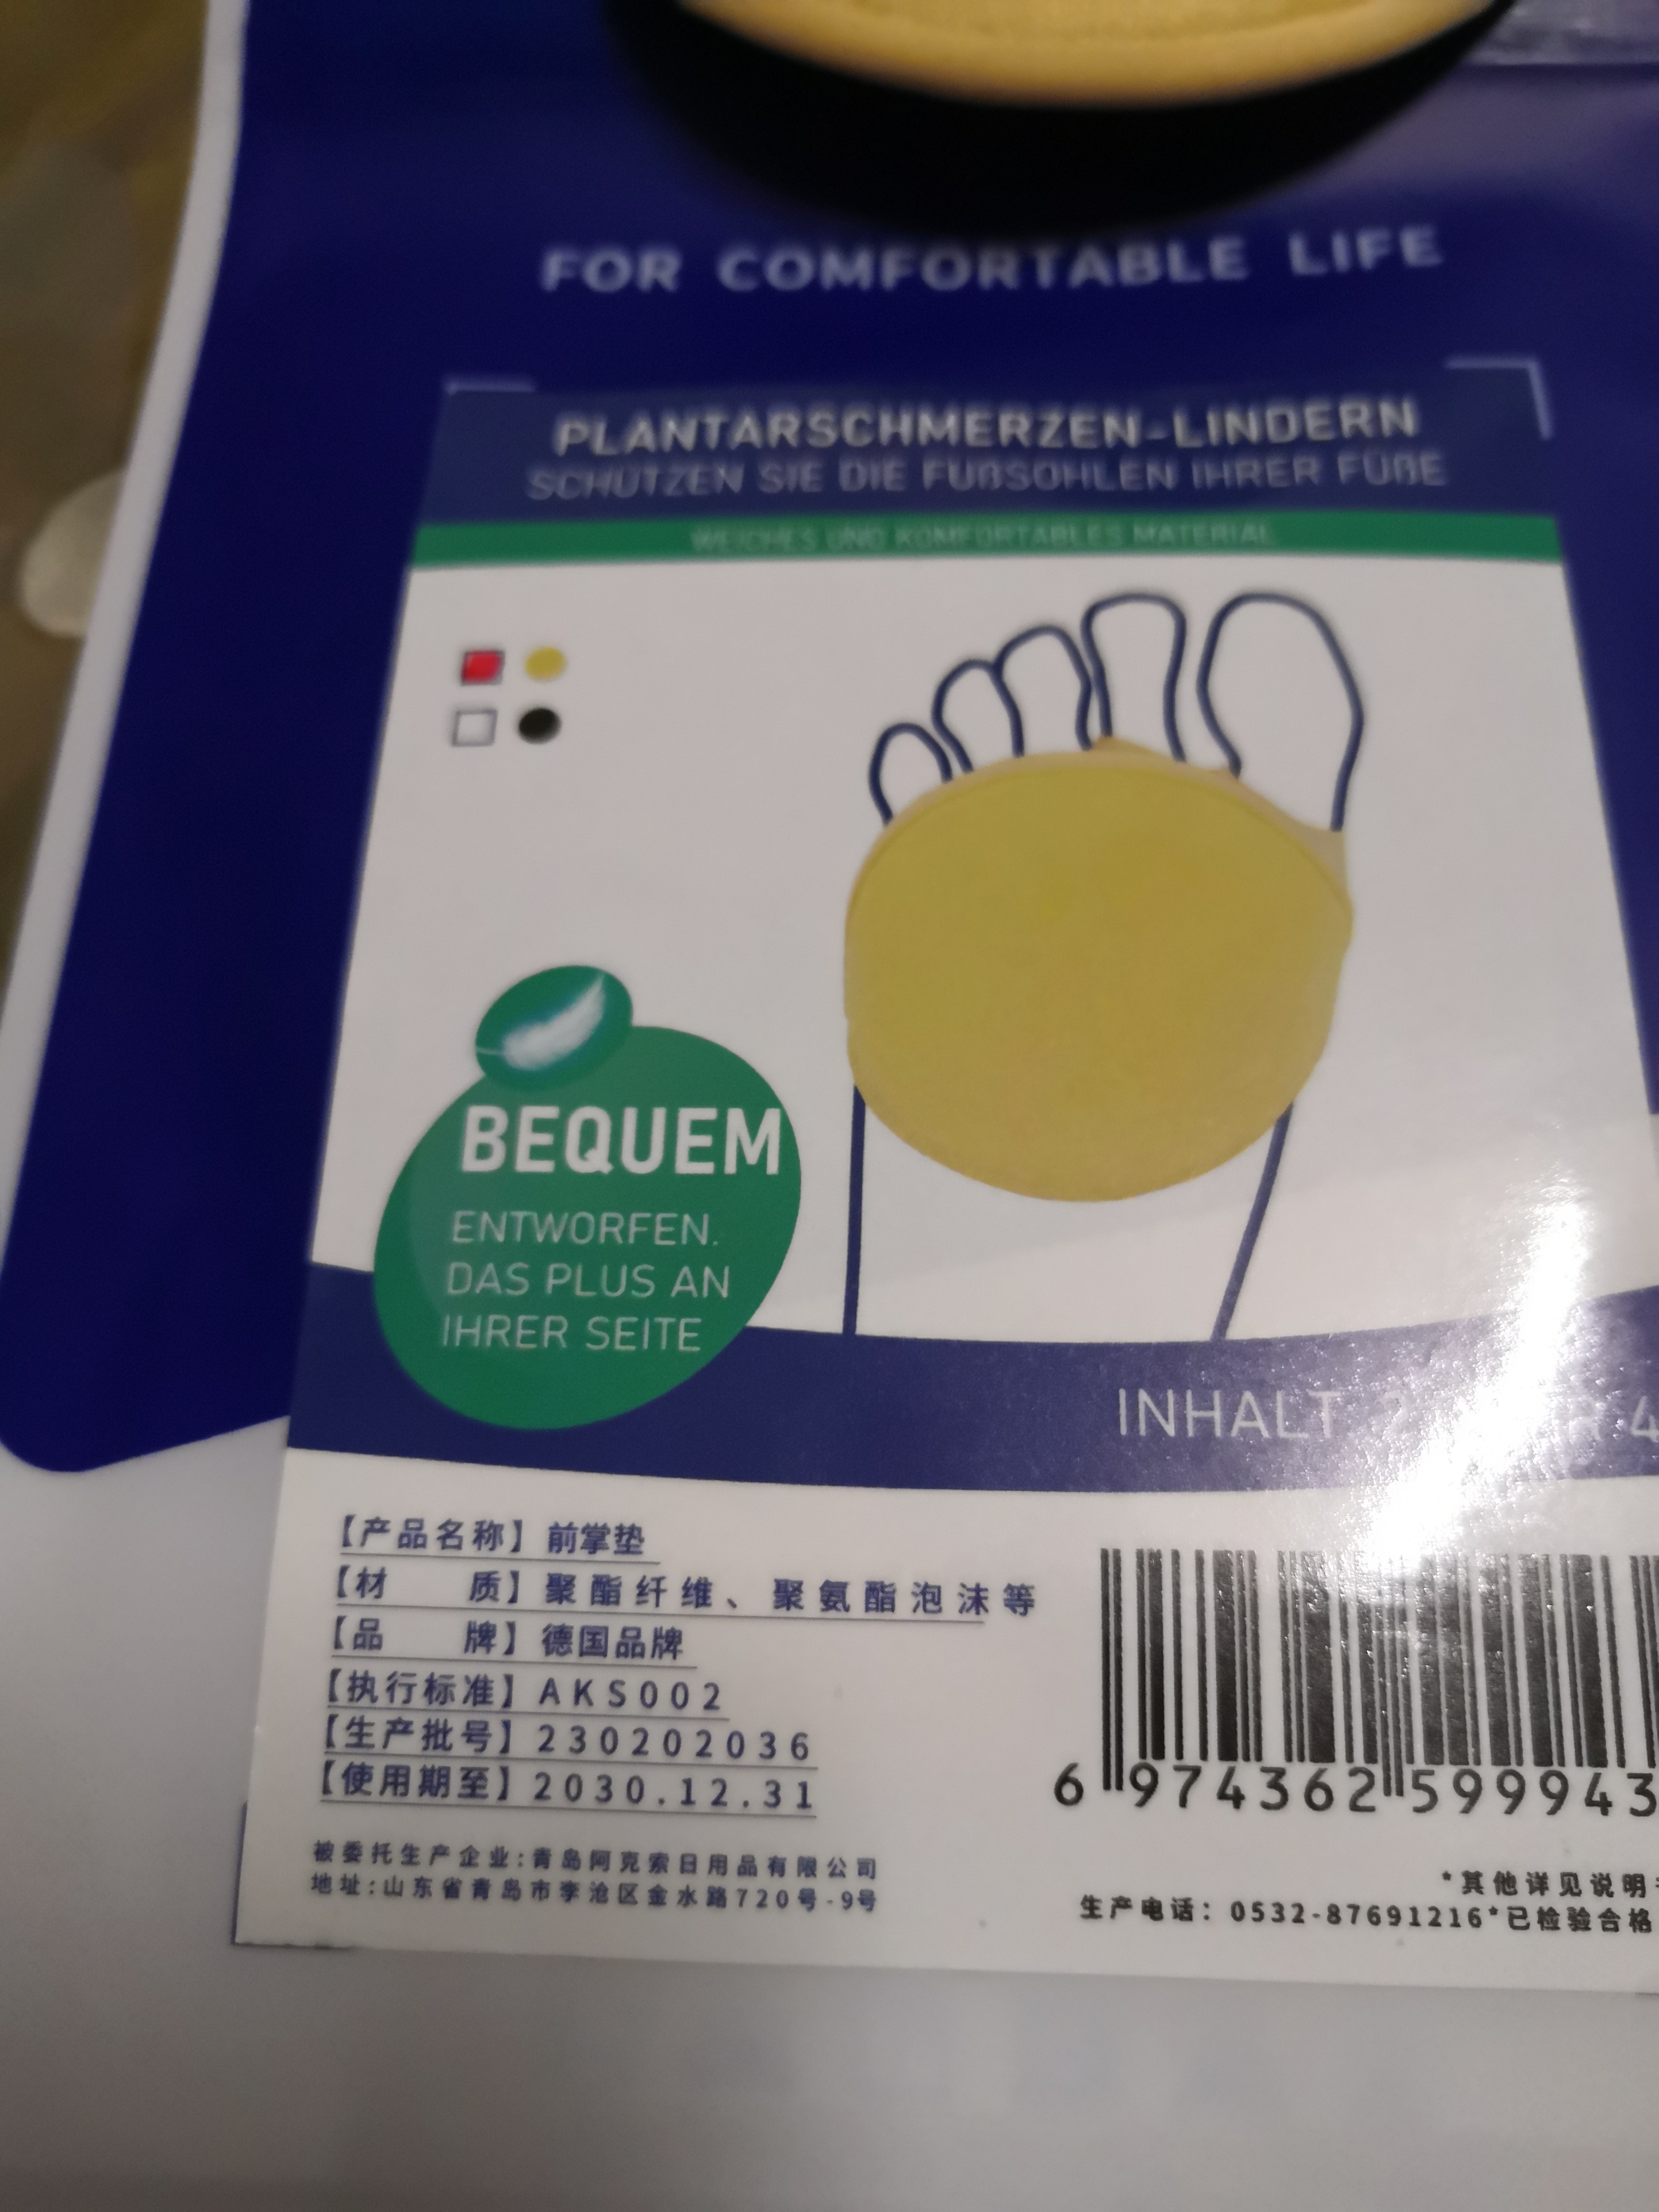 FOR COMFORTABLE LIFE
PLANTARSCHMERZEN-LINDERN
SCHÜTZEN SIE DIE FUßSOHLEN IHRER FÜßE
WEICHES UND KOMFORTABLES MATERIAL
BEQUEM
ENTWORFEN.
DAS PLUS AN
IHRER SEITE
INHALT 2 R 4
【产品名称】前掌垫
【材 质】聚酯纤维、聚氨酯泡沫等
【品 牌】德国品牌
【执行标准】AKS002
【生产批号】230202036
【使用期至】2030.12.31
被委托生产企业:青岛阿克索日用品有限公司
地址:山东省青岛市李沧区金水路720号-9号
6 974362 599943
*其他详见说明
生产电话: 0532-87691216*已检验合格